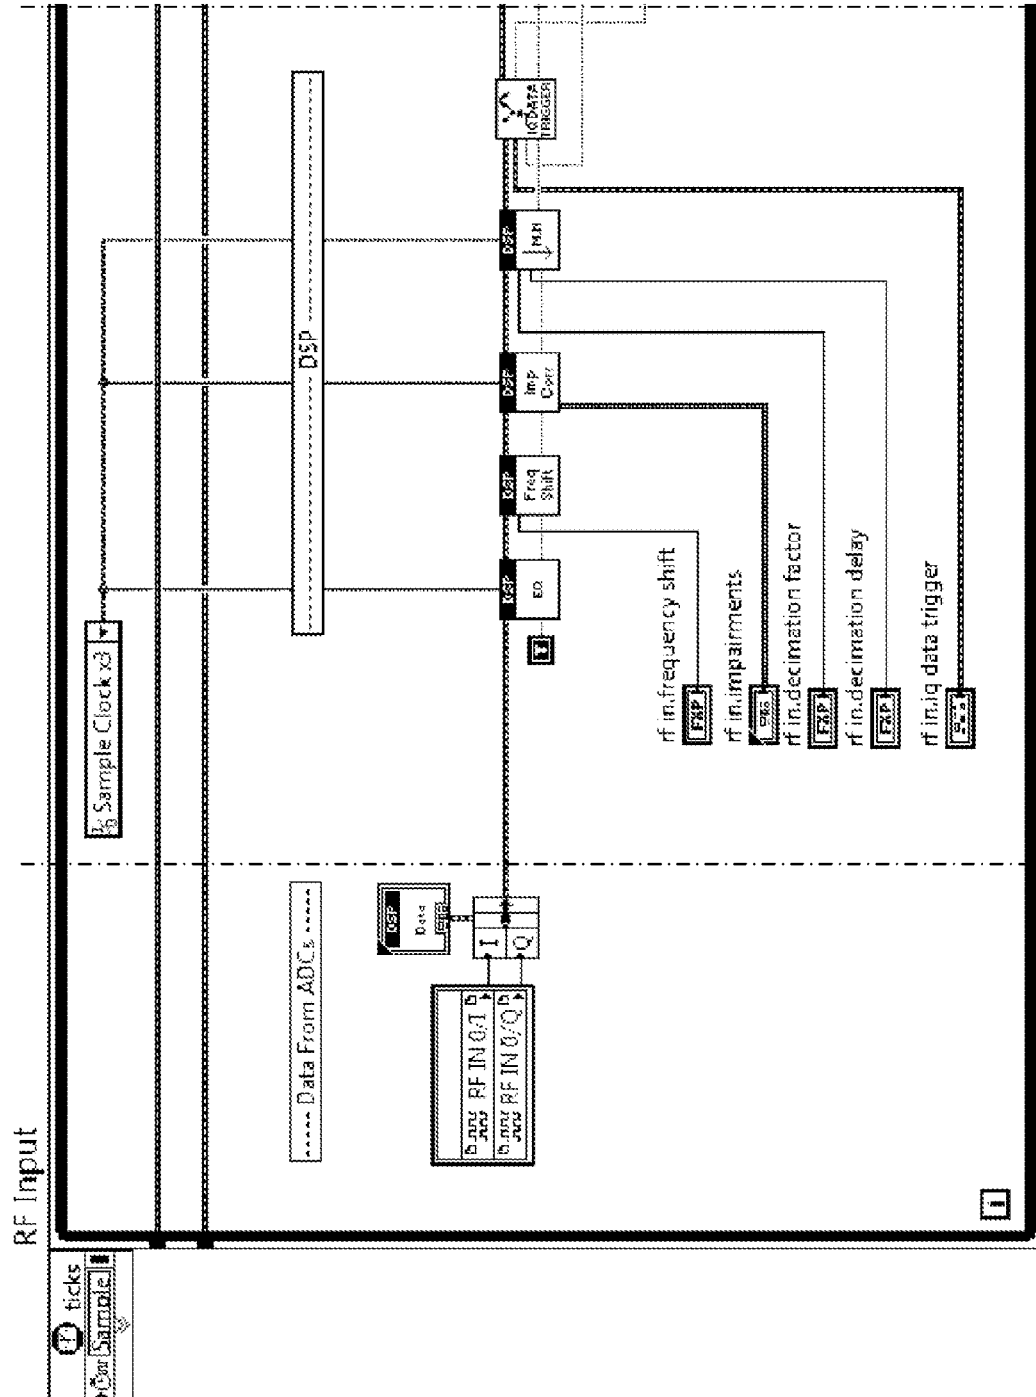 RF Input
ticks
Sample
Sample Clock x3
----- Data From ADCs -----
DSP
Data
I
Q
RF IN 0/I
RF IN 0/Q
DSP
EQ
DSP
Freq
Shift
DSP
Imp
Corr
DSP
M.N
IQ DATA
TRIGGER
rf in.frequency shift
FXP
rf in.impairments
rf in.decimation factor
FXP
rf in.decimation delay
FXP
rf in.iq data trigger
i